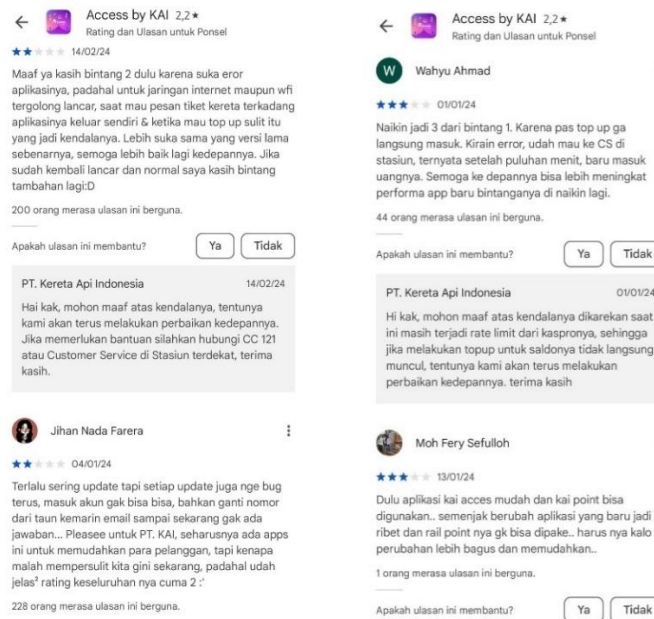 Access by KAI 2,2★
Rating dan Ulasan untuk Ponsel
14/02/24
Maaf ya kasih bintang 2 dulu karena suka eror
aplikasinya, padahal untuk jaringan internet maupun wfi
tergolong lancar, saat mau pesan tiket kereta terkadang
aplikasinya keluar sendiri & ketika mau top up sulit itu
yang jadi kendalanya. Lebih suka sama yang versi lama
sebenarnya, semoga lebih baik lagi kedepannya. Jika
sudah kembali lancar dan normal saya kasih bintang
tambahan lagi:D
200 orang merasa ulasan ini berguna.
Apakah ulasan ini membantu? Ya Tidak
PT. Kereta Api Indonesia 14/02/24
Hai kak, mohon maaf atas kendalanya, tentunya
kami akan terus melakukan perbaikan kedepannya.
Jika memerlukan bantuan silahkan hubungi CC 121
atau Customer Service di Stasiun terdekat, terima
kasih.
Jihan Nada Farera
04/01/24
Terlalu sering update tapi setiap update juga nge bug
terus, masuk akun gak bisa bisa, bahkan ganti nomor
dari taun kemarin email sampai sekarang gak ada
jawaban... Pleasee untuk PT. KAI, seharusnya ada apps
ini untuk memudahkan para pelanggan, tapi kenapa
malah mempersulit kita gini sekarang, padahal udah
jelas² rating keseluruhan nya cuma 2 :'
228 orang merasa ulasan ini berguna.
Access by KAI 2,2★
Rating dan Ulasan untuk Ponsel
W Wahyu Ahmad
01/01/24
Naikin jadi 3 dari bintang 1. Karena pas top up ga
langsung masuk. Kirain error, udah mau ke CS di
stasiun, ternyata setelah puluhan menit, baru masuk
uangnya. Semoga ke depannya bisa lebih meningkat
performa app baru bintanganya di naikin lagi.
44 orang merasa ulasan ini berguna.
Apakah ulasan ini membantu? Ya Tidak
PT. Kereta Api Indonesia 01/01/24
Hi kak, mohon maaf atas kendalanya dikarekan saat
ini masih terjadi rate limit dari kaspronya, sehingga
jika melakukan topup untuk saldonya tidak langsung
muncul, tentunya kami akan terus melakukan
perbaikan kedepannya. terima kasih
Moh Fery Sefulloh
13/01/24
Dulu aplikasi kai acces mudah dan kai point bisa
digunakan.. semenjak berubah aplikasi yang baru jadi
ribet dan rail point nya gk bisa dipake.. harus nya kalo
perubahan lebih bagus dan memudahkan..
1 orang merasa ulasan ini berguna.
Apakah ulasan ini membantu? Ya Tidak